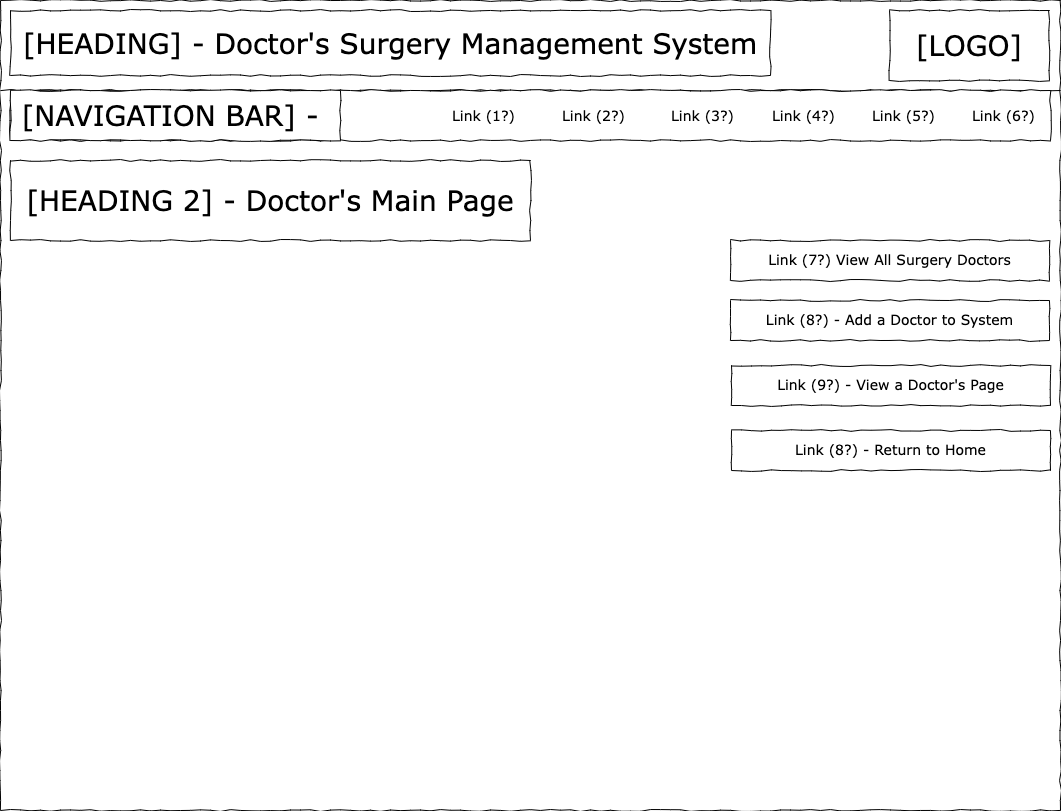 [HEADING] - Doctor's Surgery Management System
[LOGO]
[NAVIGATION BAR] -
Link (1?)
Link (2?)
Link (3?)
Link (4?)
Link (5?)
Link (6?)
[HEADING 2] - Doctor's Main Page
Link (7?) View All Surgery Doctors
Link (8?) - Add a Doctor to System
Link (9?) - View a Doctor's Page
Link (8?) - Return to Home